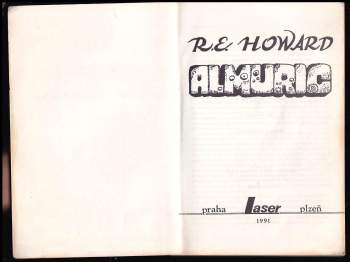 R.E. HOWARD
ALMURIC
praha laser plzeň
1991